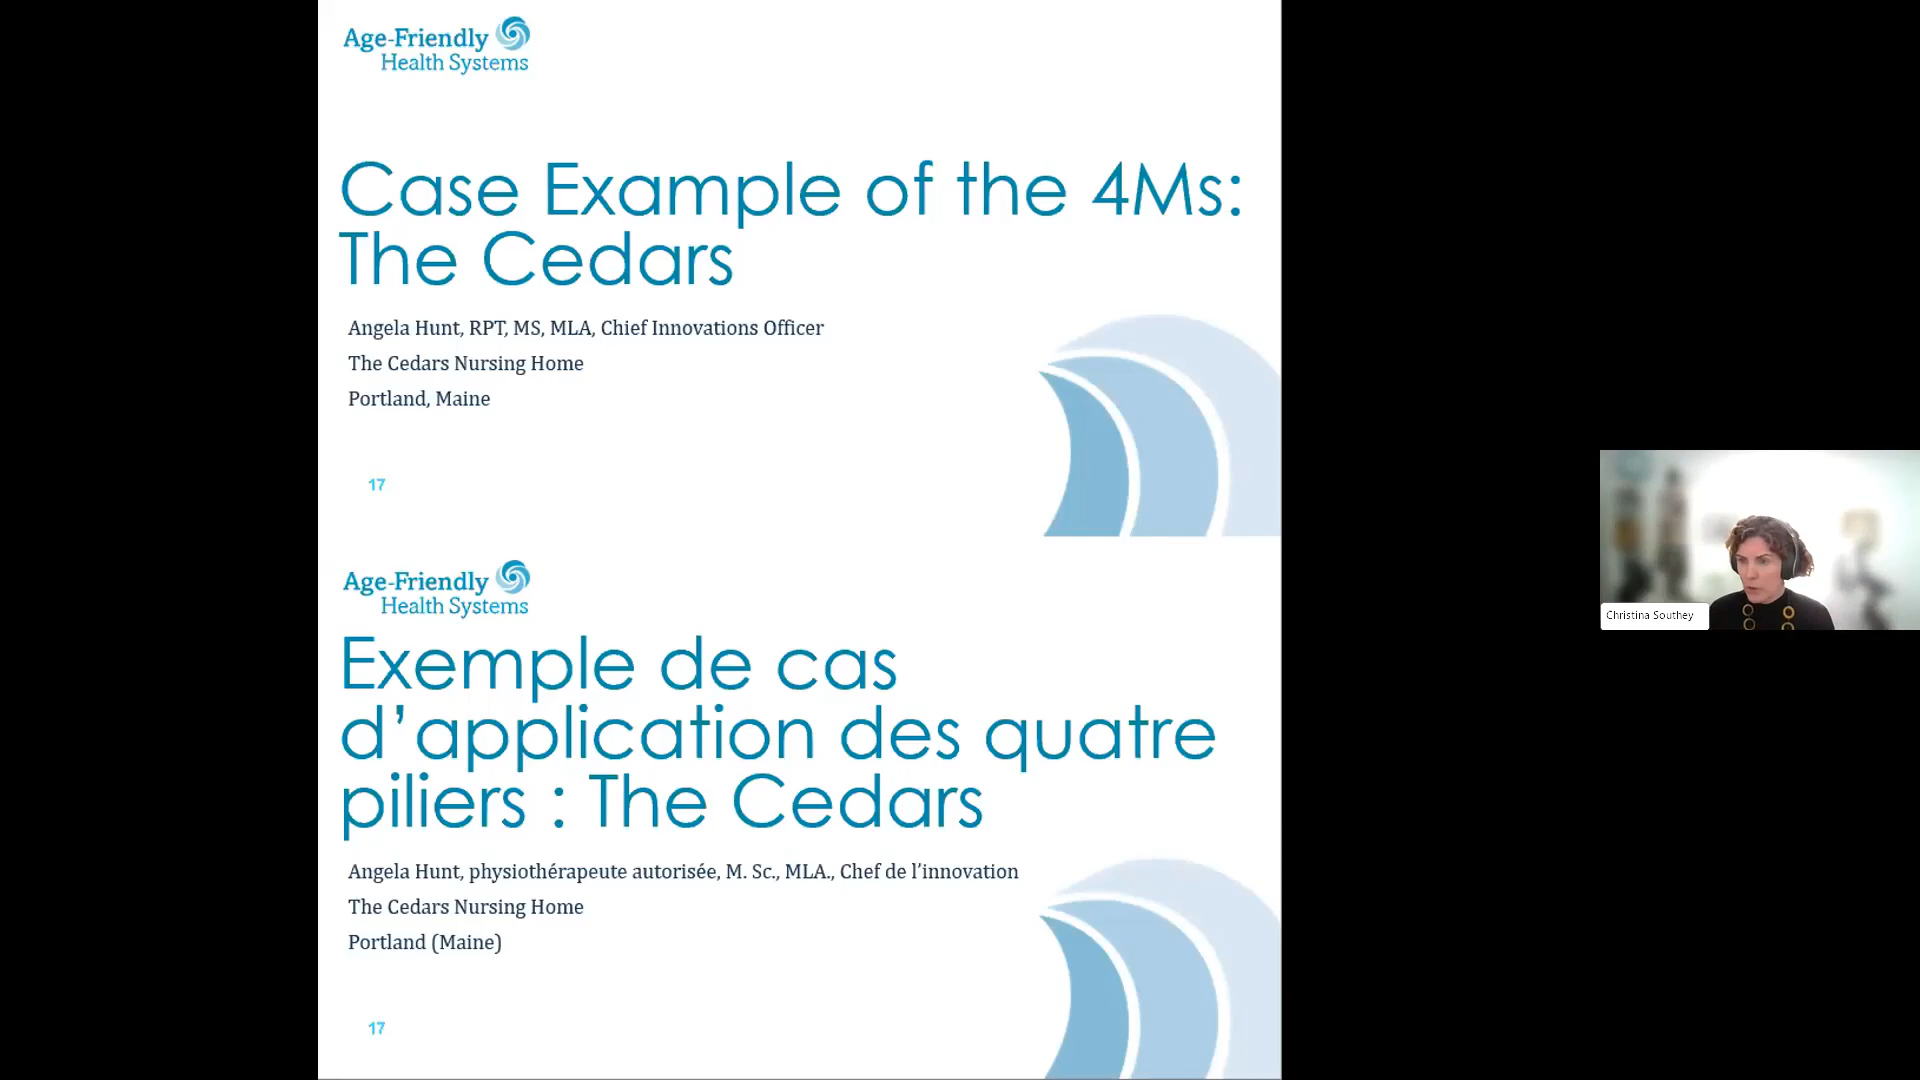 Age-Friendly
Health Systems
Case Example of the 4Ms:
The Cedars
Angela Hunt, RPT, MS, MLA, Chief Innovations Officer
The Cedars Nursing Home
Portland, Maine
17
Age-Friendly
Health Systems
Exemple de cas
d’application des quatre
piliers : The Cedars
Angela Hunt, physiothérapeute autorisée, M. Sc., MLA., Chef de l’innovation
The Cedars Nursing Home
Portland (Maine)
17
Christina Southey